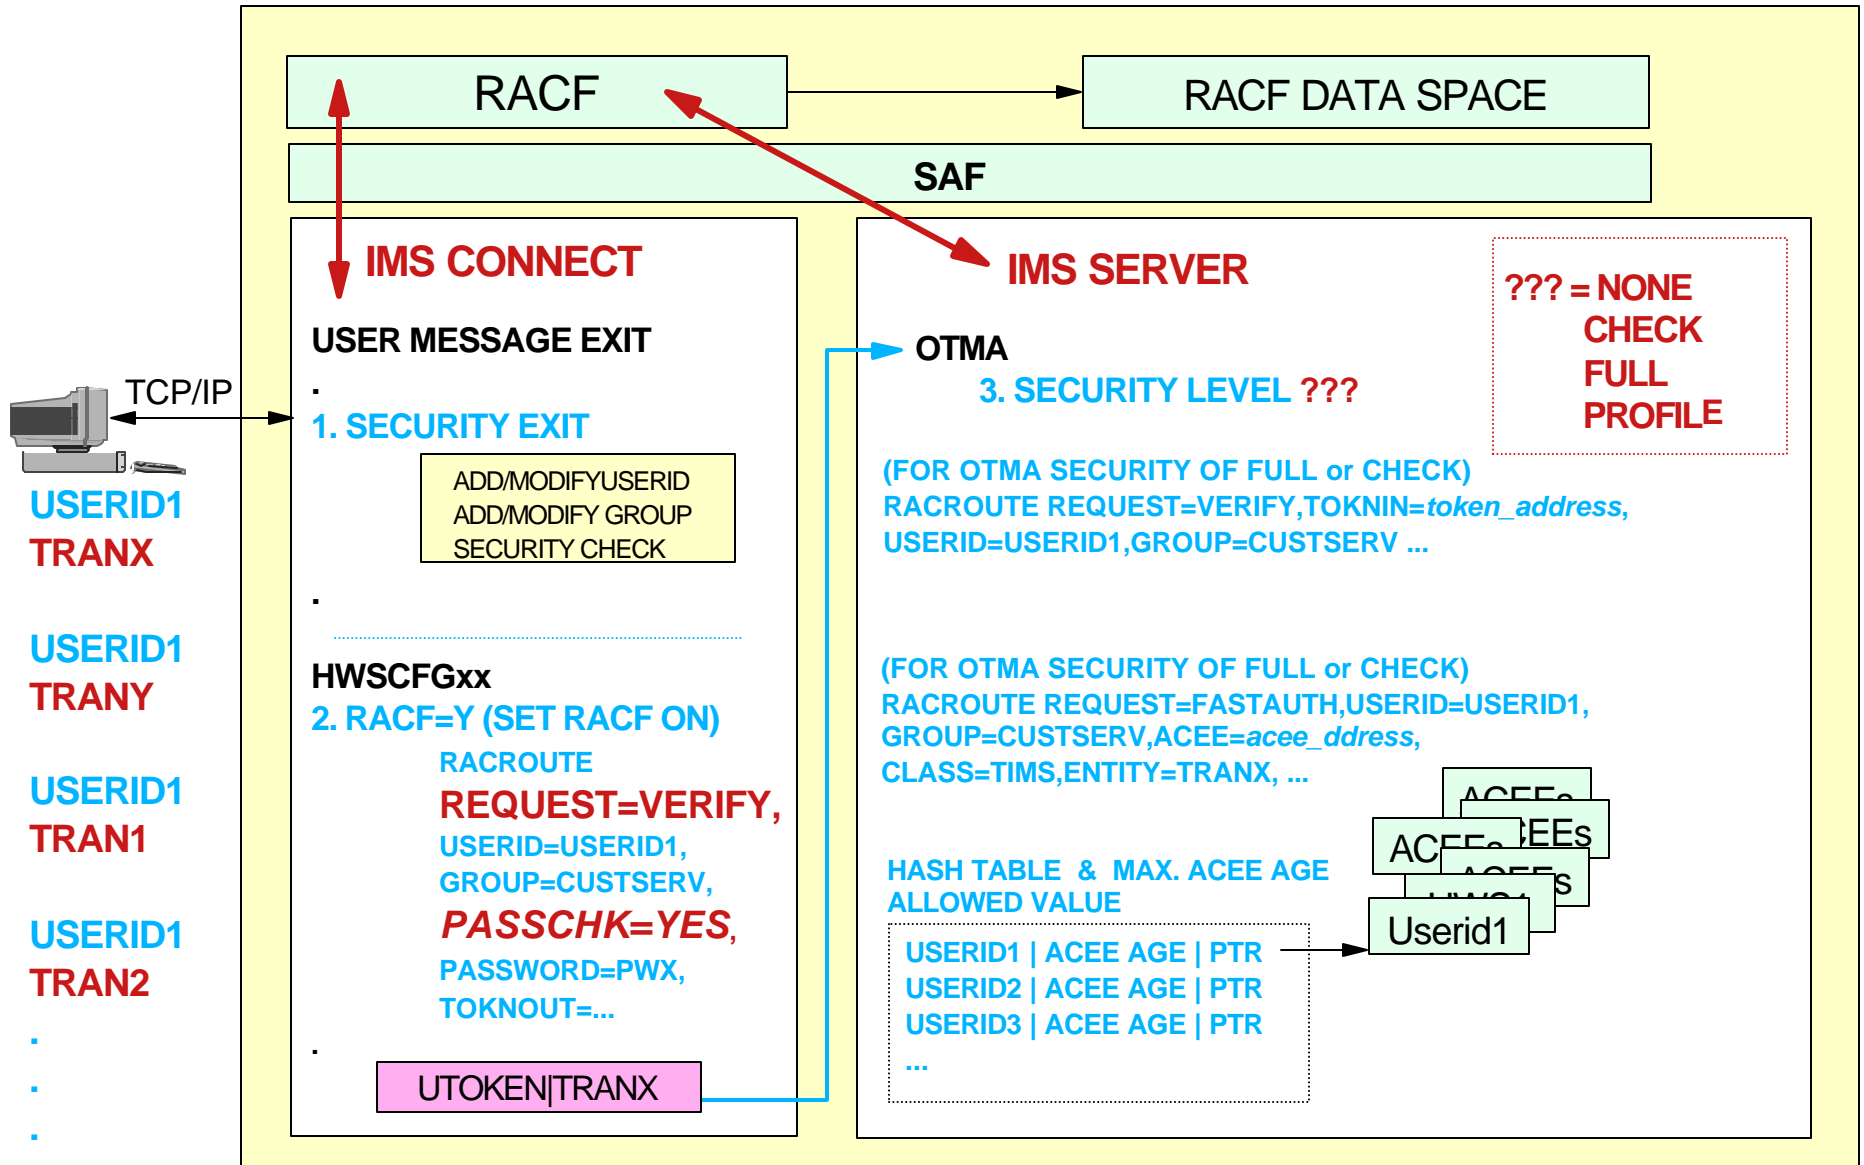 RACF
RACF DATA SPACE
SAF
TCP/IP
USERID1
TRANX
USERID1
TRANY
USERID1
TRAN1
USERID1
TRAN2
.
.
.
IMS CONNECT
USER MESSAGE EXIT
.
1. SECURITY EXIT
ADD/MODIFYUSERID
ADD/MODIFY GROUP
SECURITY CHECK
.
HWSCFGxx
2. RACF=Y (SET RACF ON)
RACROUTE
REQUEST=VERIFY,
USERID=USERID1,
GROUP=CUSTSERV,
PASSCHK=YES,
PASSWORD=PWX,
TOKNOUT=...
.
UTOKEN|TRANX
IMS SERVER
??? = NONE
CHECK
FULL
PROFILE
OTMA
3. SECURITY LEVEL ???
(FOR OTMA SECURITY OF FULL or CHECK)
RACROUTE REQUEST=VERIFY,TOKNIN=token_address,
USERID=USERID1,GROUP=CUSTSERV ...
(FOR OTMA SECURITY OF FULL or CHECK)
RACROUTE REQUEST=FASTAUTH,USERID=USERID1,
GROUP=CUSTSERV,ACEE=acee_ddress,
CLASS=TIMS,ENTITY=TRANX, ...
HASH TABLE & MAX. ACEE AGE
ALLOWED VALUE
USERID1 | ACEE AGE | PTR
USERID2 | ACEE AGE | PTR
USERID3 | ACEE AGE | PTR
...
ACEEs
ACEEs
ACEEs
Userid1